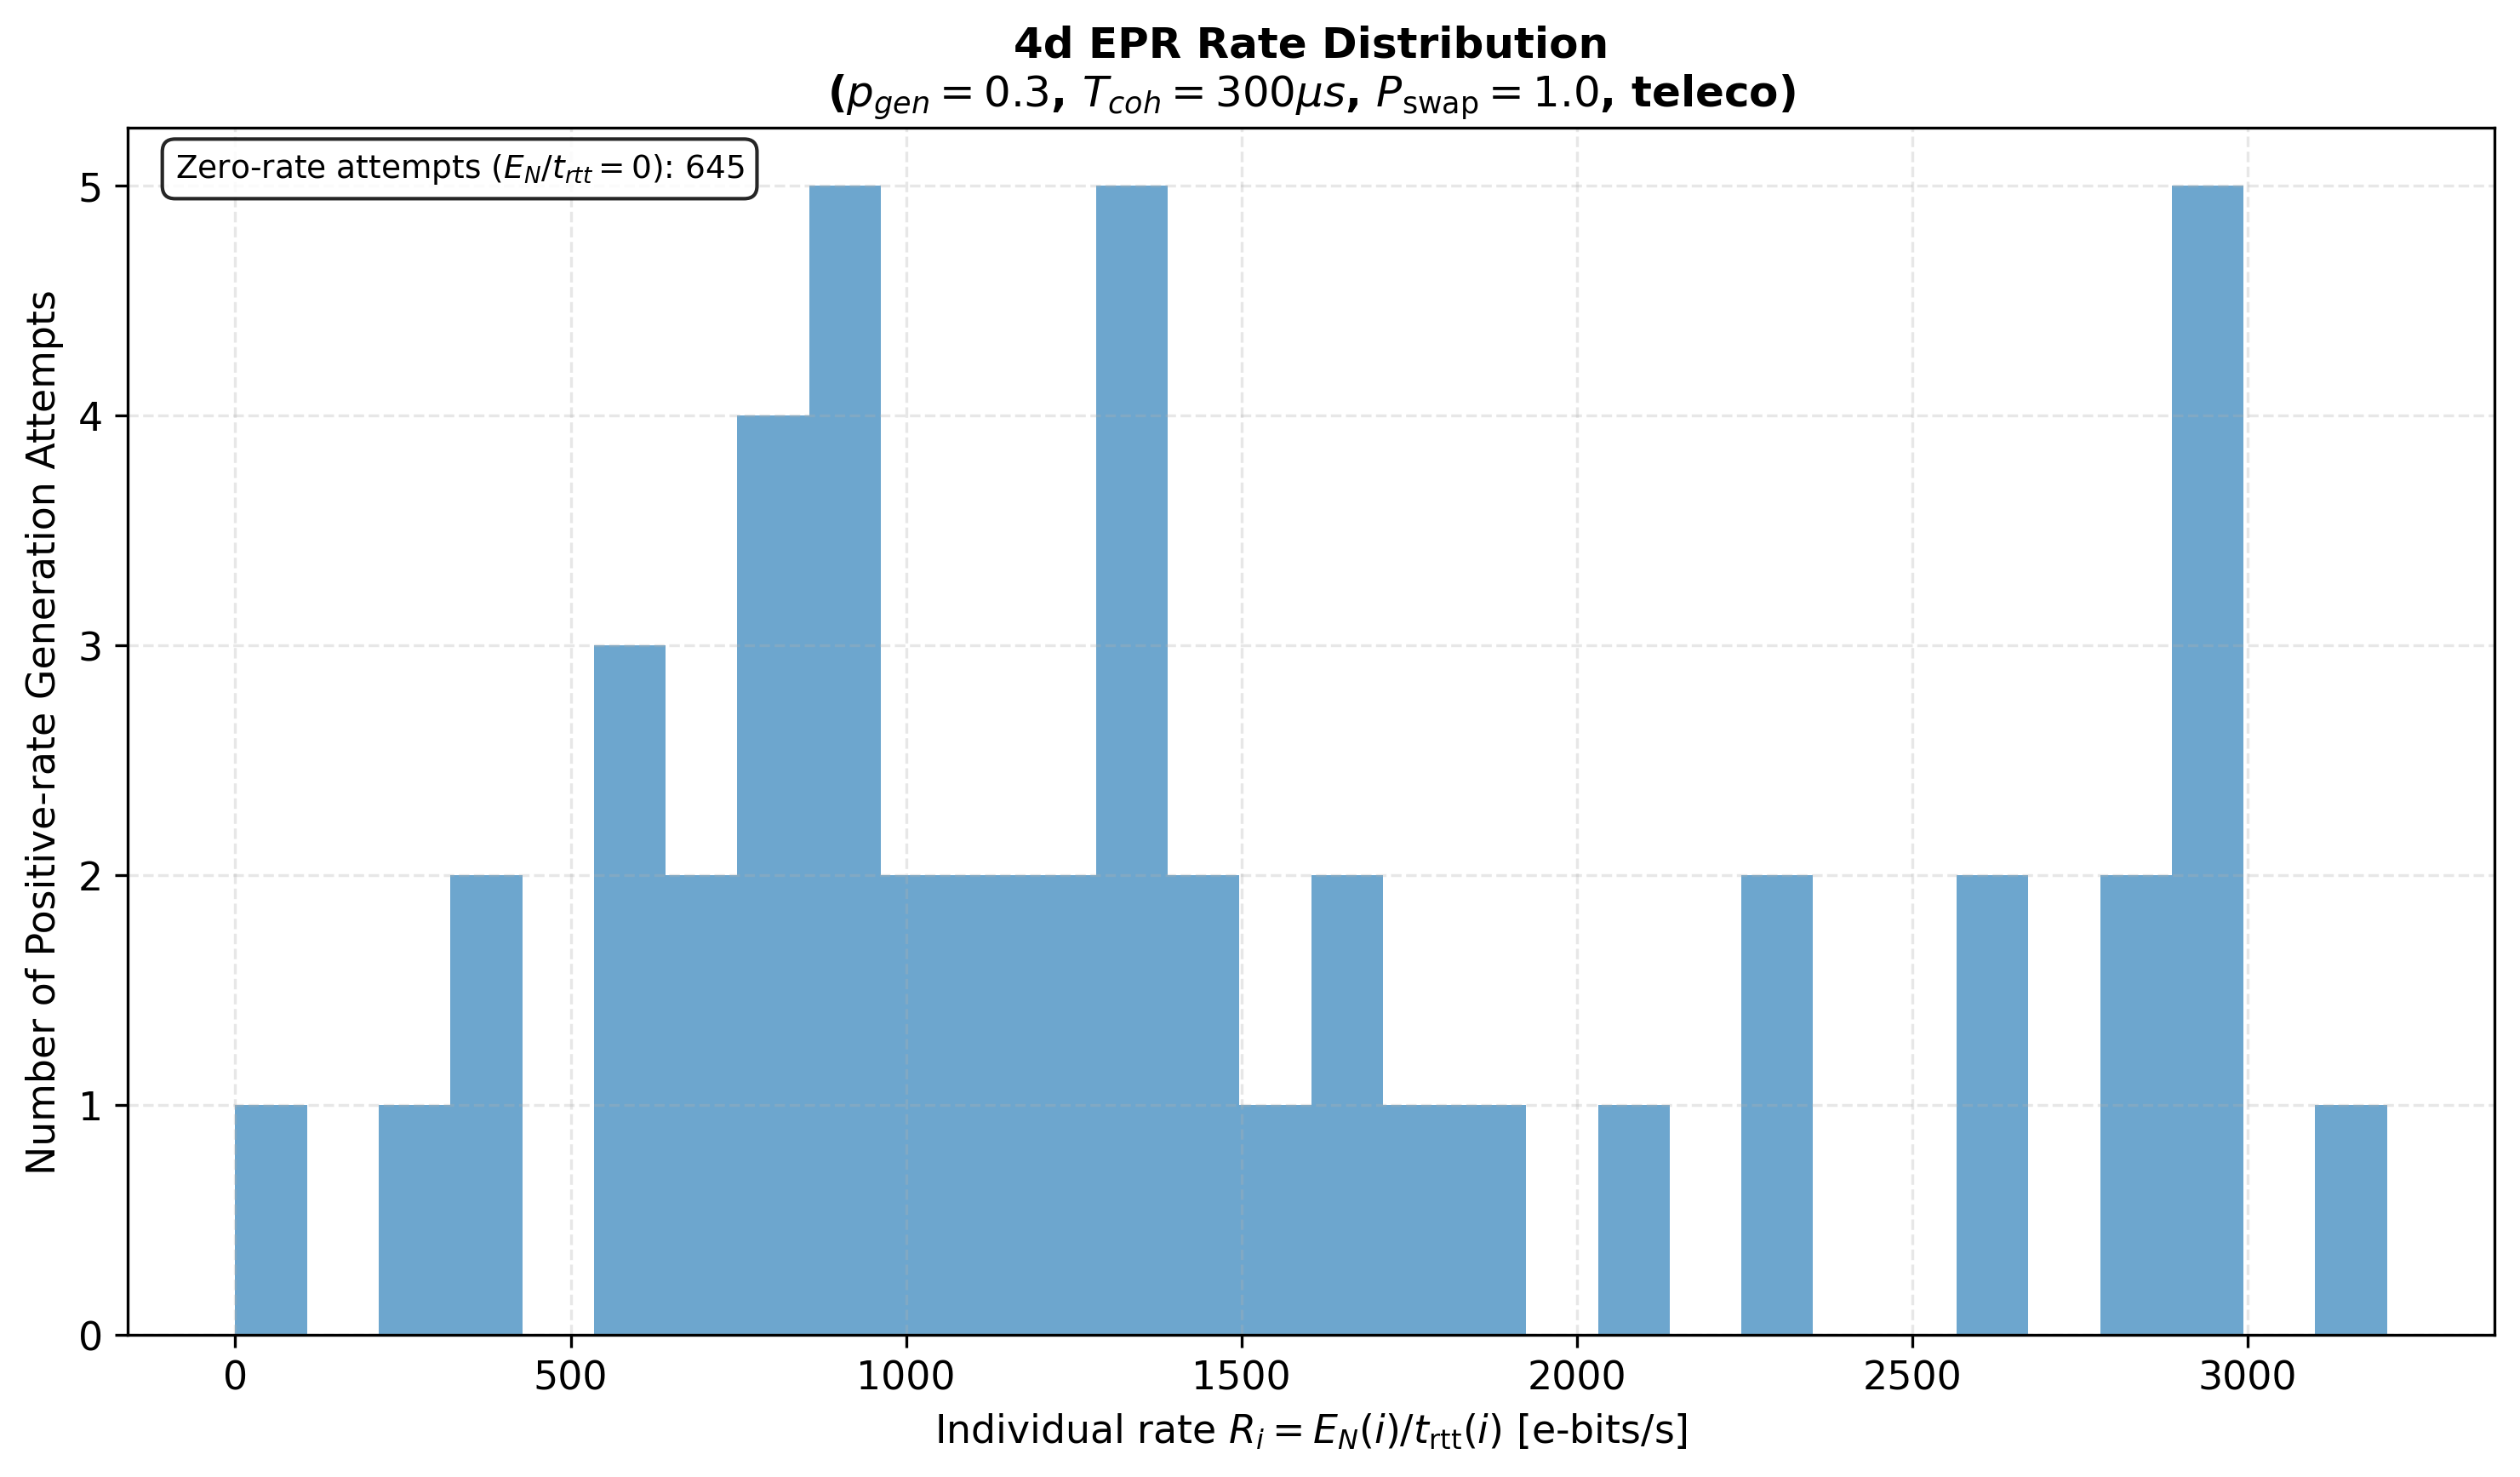 4d EPR Rate Distribution
(p_gen = 0.3, T_coh = 300μs, P_swap = 1.0, teleco)
Zero-rate attempts (E_N/t_rtt = 0): 645
Number of Positive-rate Generation Attempts
5
4
3
2
1
0
0 500 1000 1500 2000 2500 3000
Individual rate R_i = E_N(i)/t_rtt(i) [e-bits/s]